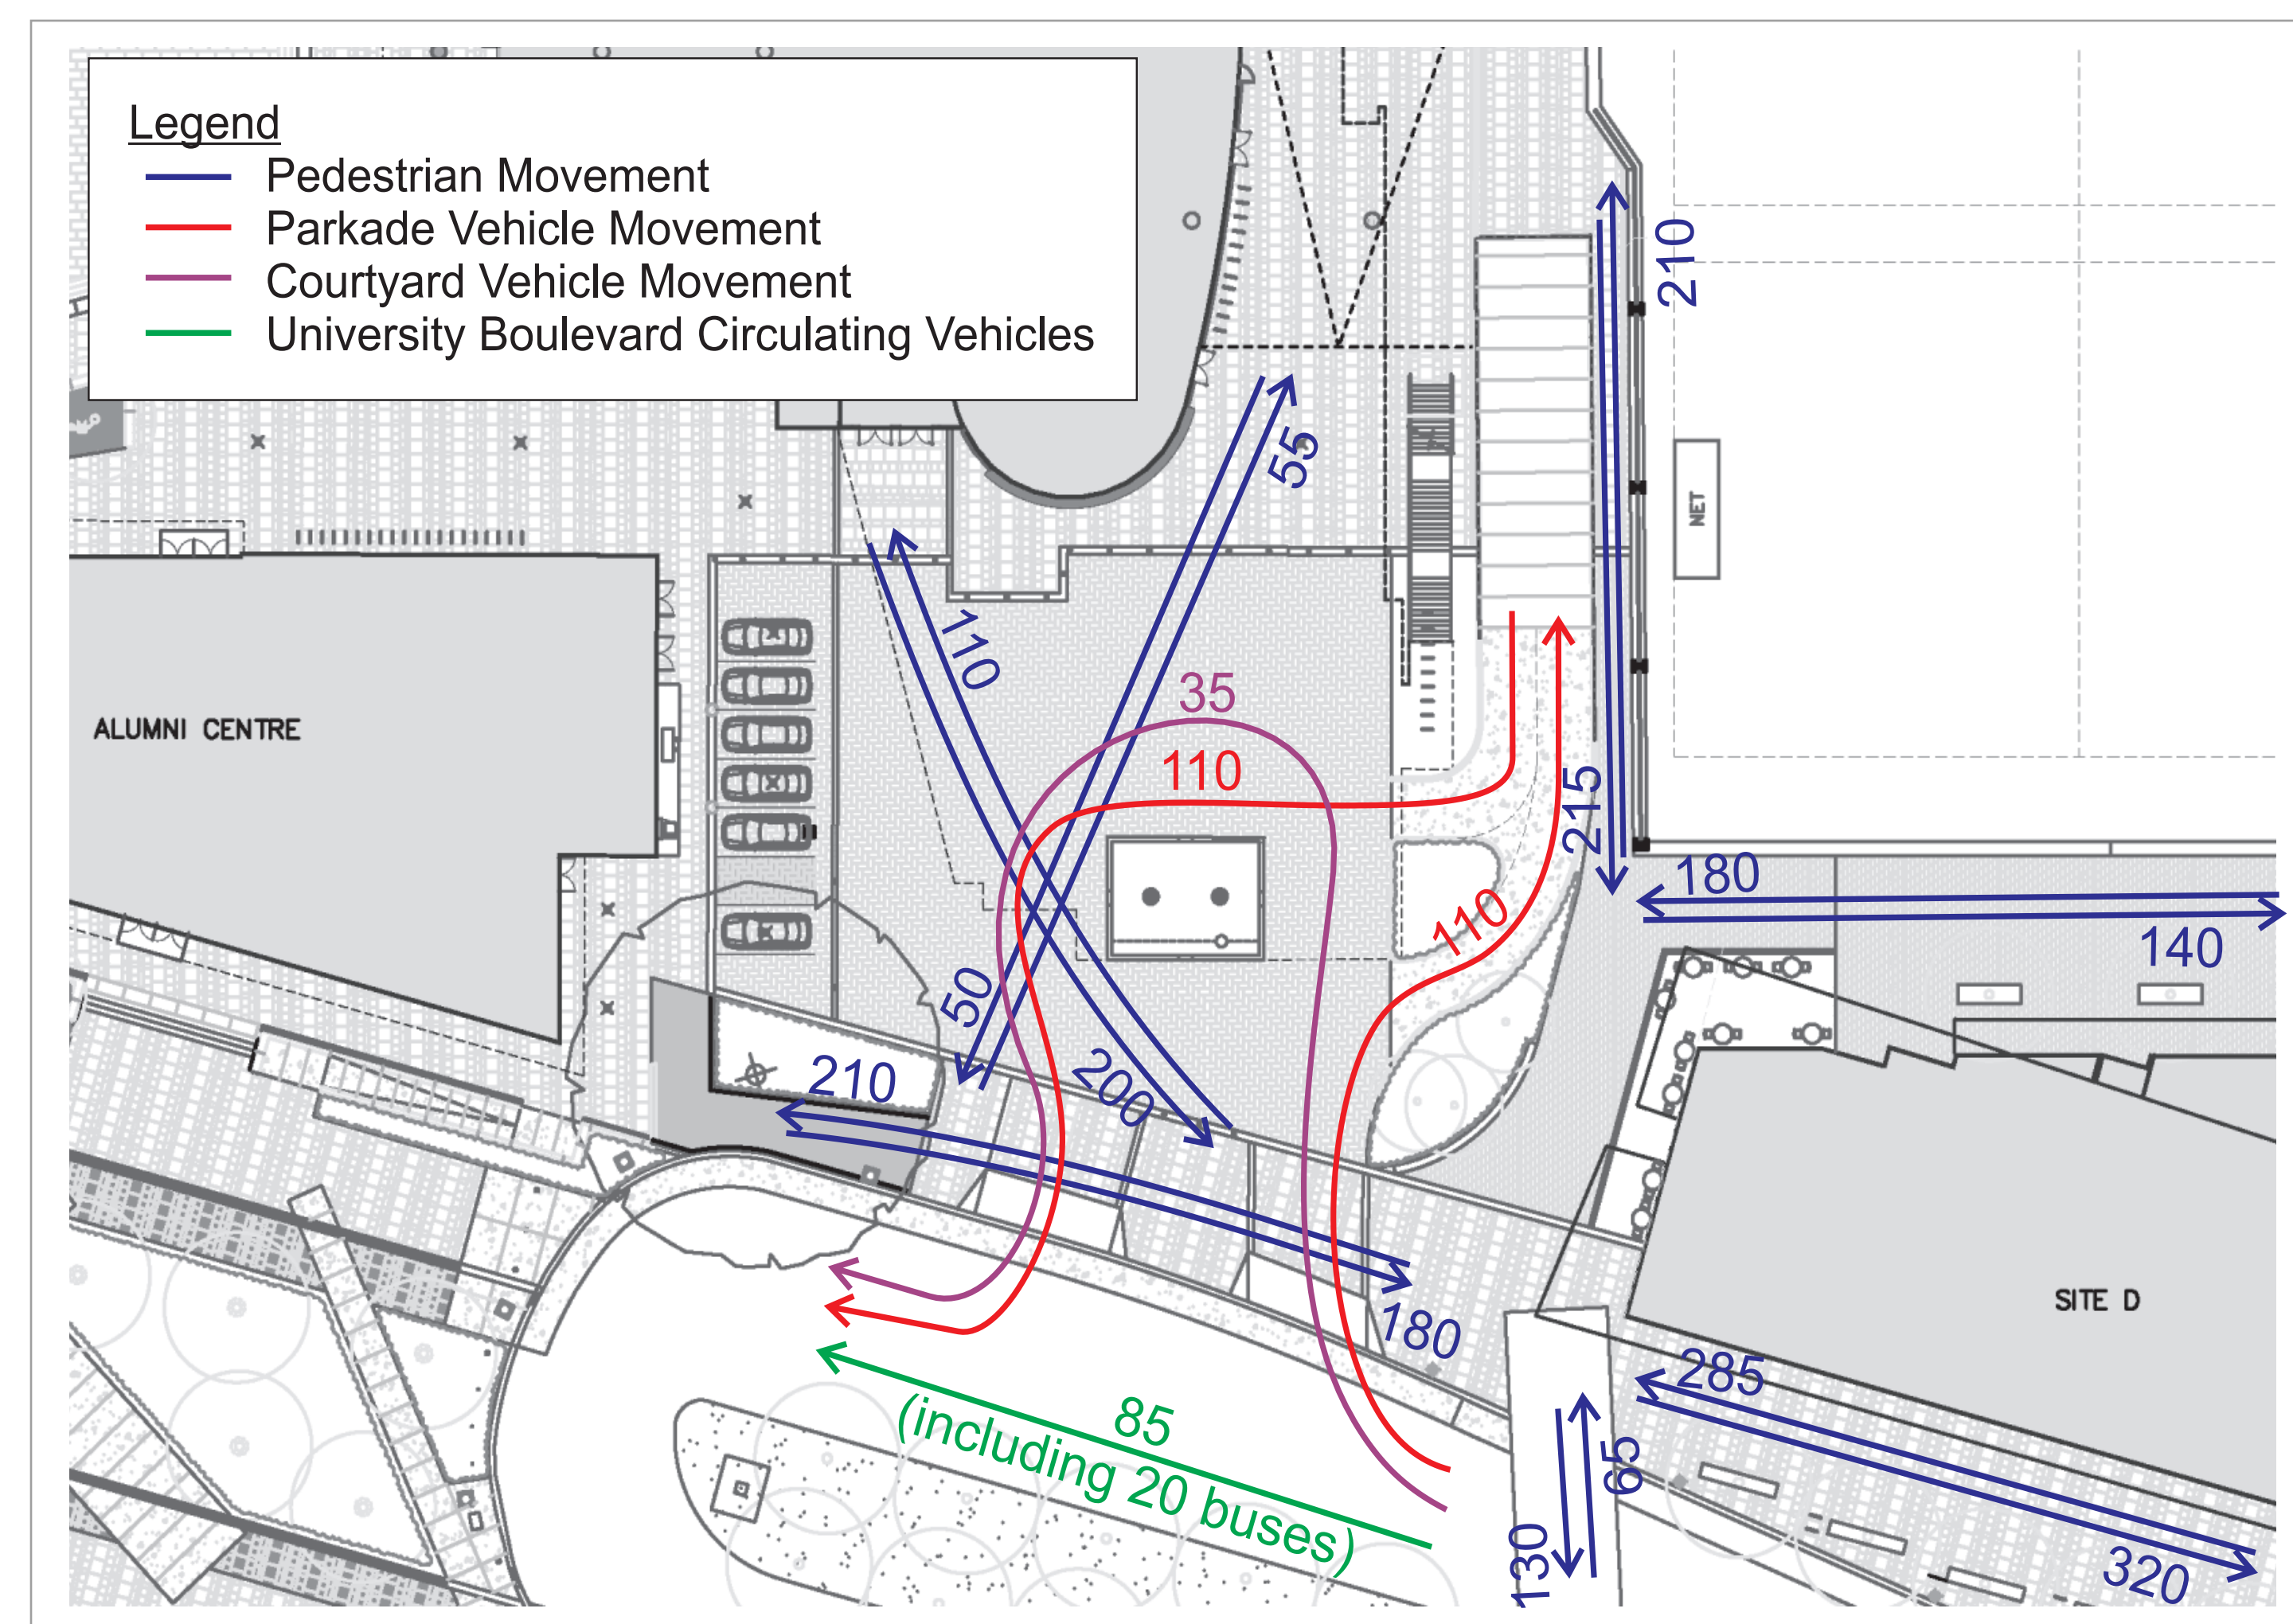 Legend
Pedestrian Movement
Parkade Vehicle Movement
Courtyard Vehicle Movement
University Boulevard Circulating Vehicles
210
55
NET
110
35
ALUMNI CENTRE
110
215
180
110
140
50
210
200
SITE D
180
285
85
(including 20 buses)
65
130
320